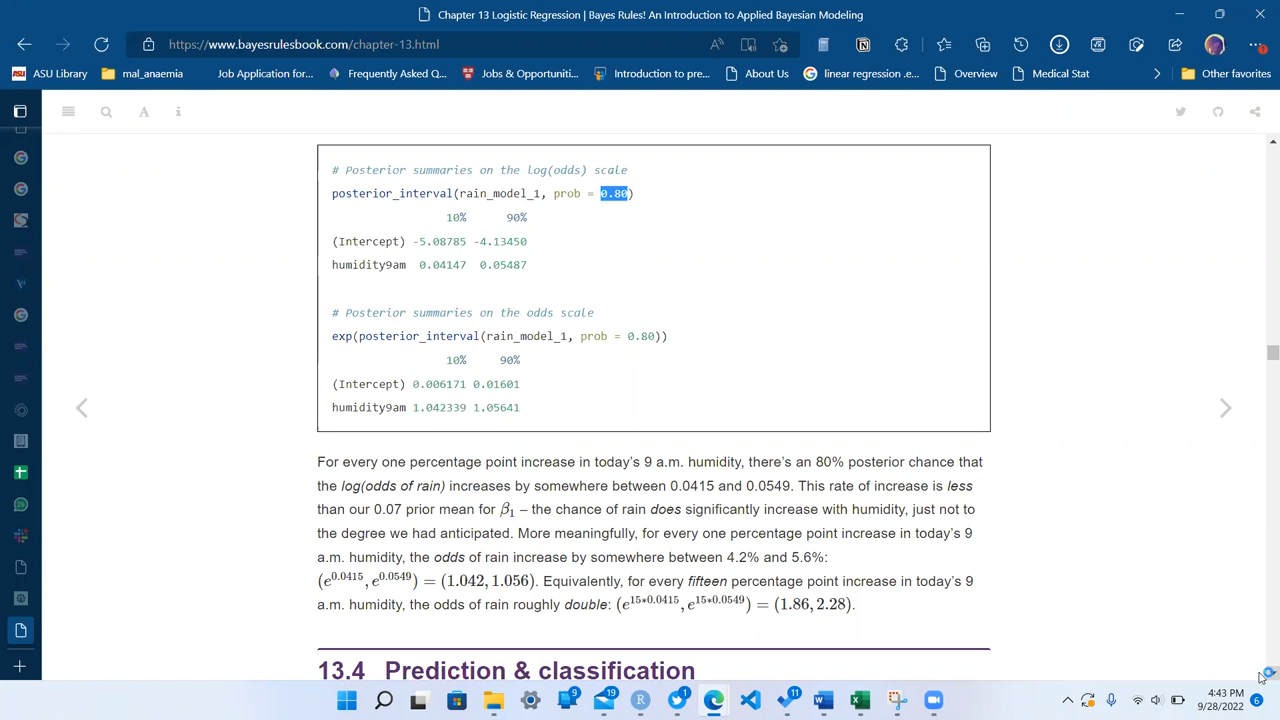 Chapter 13 Logistic Regression | Bayes Rules! An Introduction to Applied Bayesian Modeling
https://www.bayesrulesbook.com/chapter-13.html
ASU Library mal_anaemia Job Application for... Frequently Asked Q... Jobs & Opportuniti... Introduction to pre... About Us linear regression .e... Overview Medical Stat Other favorites
# Posterior summaries on the log(odds) scale
posterior_interval(rain_model_1, prob = 0.80)
10% 90%
(Intercept) -5.08785 -4.13450
humidity9am 0.04147 0.05487
# Posterior summaries on the odds scale
exp(posterior_interval(rain_model_1, prob = 0.80))
10% 90%
(Intercept) 0.006171 0.01601
humidity9am 1.042339 1.05641
For every one percentage point increase in today's 9 a.m. humidity, there's an 80% posterior chance that
the log(odds of rain) increases by somewhere between 0.0415 and 0.0549. This rate of increase is less
than our 0.07 prior mean for β₁ – the chance of rain does significantly increase with humidity, just not to
the degree we had anticipated. More meaningfully, for every one percentage point increase in today's 9
a.m. humidity, the odds of rain increase by somewhere between 4.2% and 5.6%:
(e^0.0415, e^0.0549) = (1.042, 1.056). Equivalently, for every fifteen percentage point increase in today's 9
a.m. humidity, the odds of rain roughly double: (e^15*0.0415, e^15*0.0549) = (1.86, 2.28).
13.4 Prediction & classification
9 19 1 11
4:43 PM
9/28/2022 6